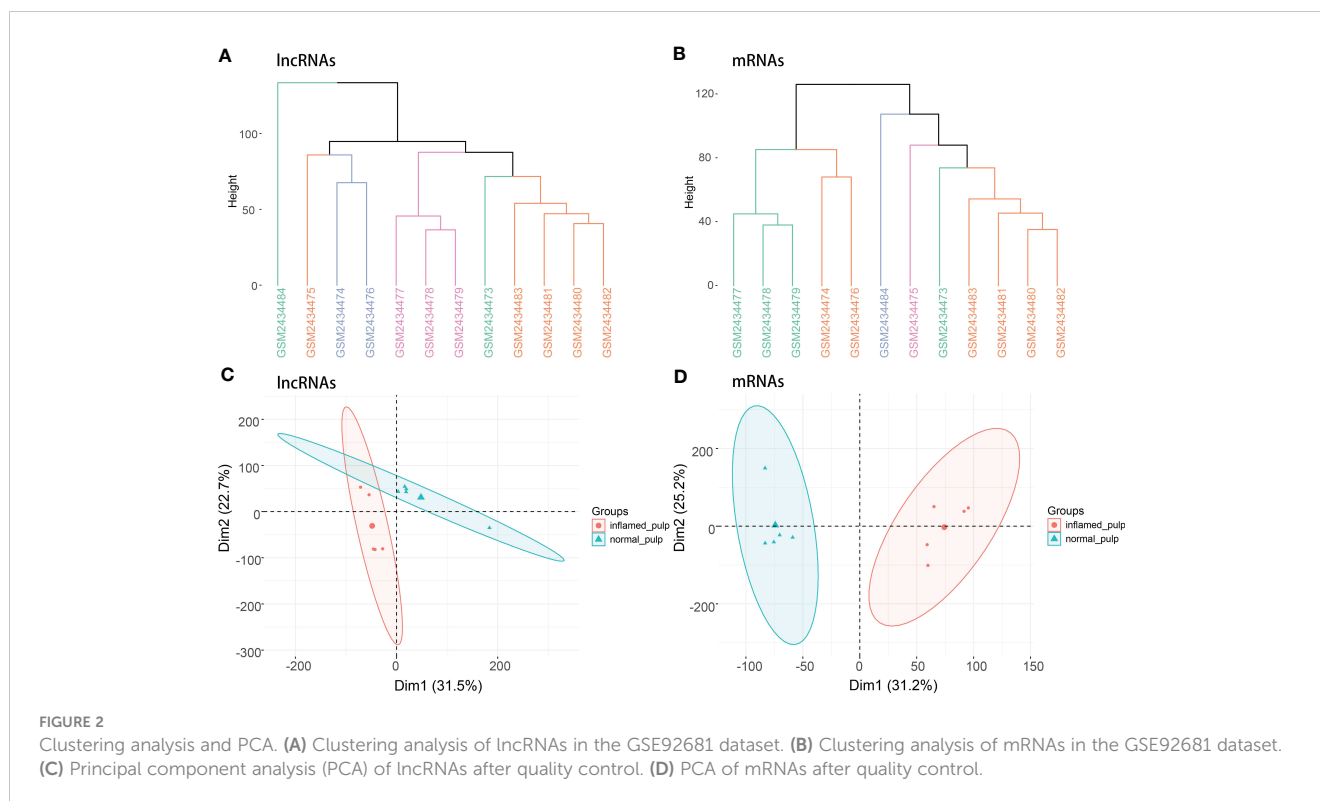 A
lncRNAs
Height
100
50
0
GSM2434484
GSM2434475
GSM2434474
GSM2434476
GSM2434477
GSM2434478
GSM2434479
GSM2434473
GSM2434483
GSM2434481
GSM2434480
GSM2434482
B
mRNAs
Height
120
80
40
0
GSM2434477
GSM2434478
GSM2434479
GSM2434474
GSM2434476
GSM2434484
GSM2434475
GSM2434473
GSM2434483
GSM2434481
GSM2434480
GSM2434482
C
lncRNAs
Dim2 (22.7%)
200
100
0
-100
-200
-300
-200
0
200
Dim1 (31.5%)
Groups
inflamed_pulp
normal_pulp
D
mRNAs
Dim2 (25.2%)
200
0
-200
-100
-50
0
50
100
150
Dim1 (31.2%)
Groups
inflamed_pulp
normal_pulp
FIGURE 2
Clustering analysis and PCA. (A) Clustering analysis of lncRNAs in the GSE92681 dataset. (B) Clustering analysis of mRNAs in the GSE92681 dataset.
(C) Principal component analysis (PCA) of lncRNAs after quality control. (D) PCA of mRNAs after quality control.